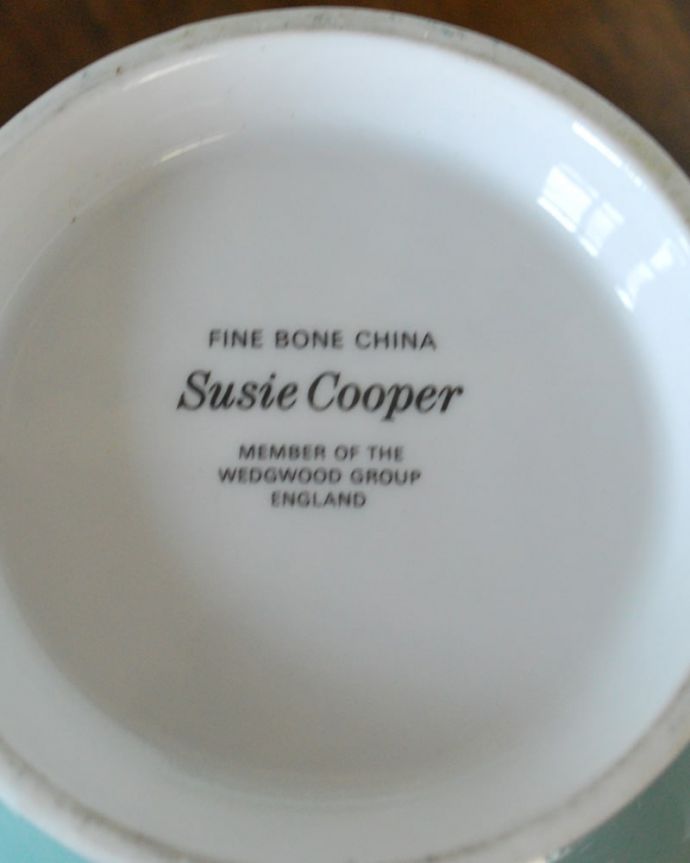 FINE BONE CHINA
Susie Cooper
MEMBER OF THE
WEDGWOOD GROUP
ENGLAND